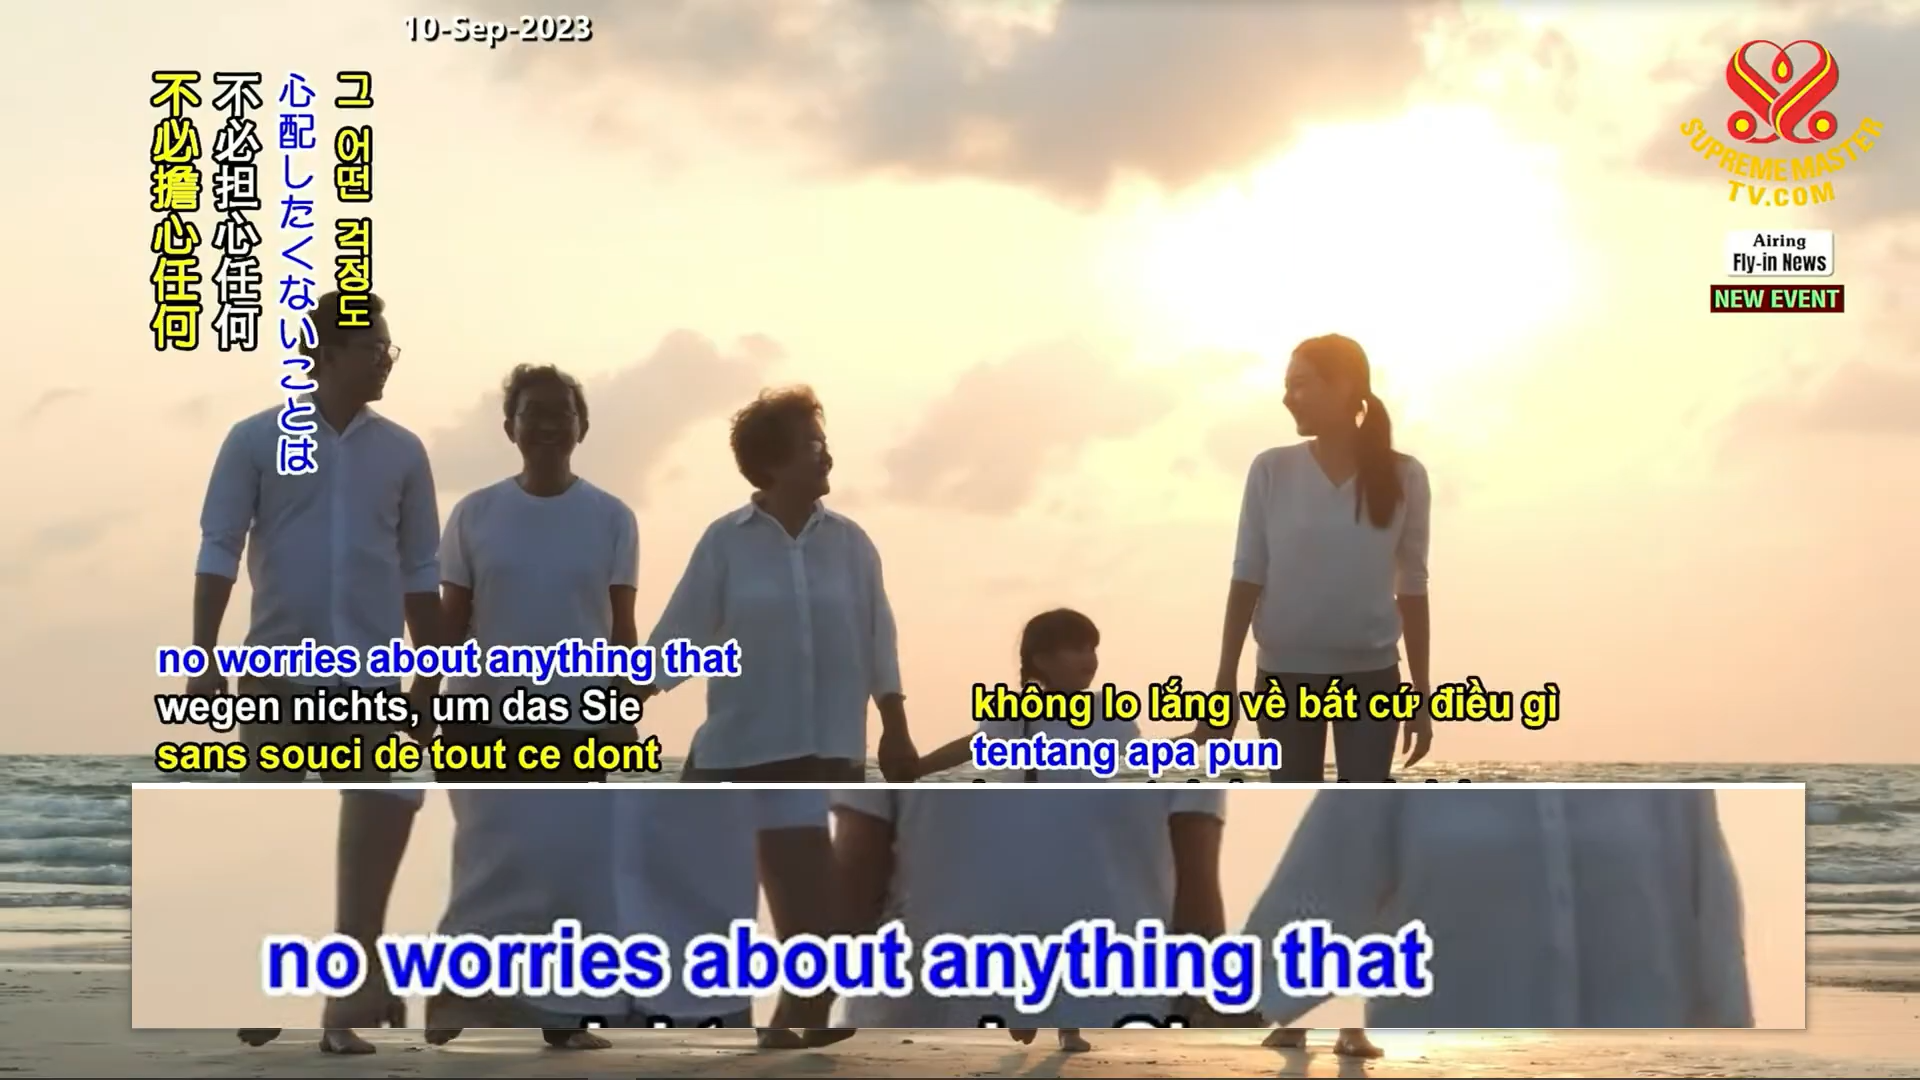 10-Sep-2023
不必擔心任何
不必担心任何
心配したくないことは
그 어떤 걱정도
SUPREME MASTER
TV.COM
Airing
Fly-in News
NEW EVENT
no worries about anything that
wegen nichts, um das Sie
sans souci de tout ce dont
không lo lắng về bất cứ điều gì
tentang apa pun
no worries about anything that